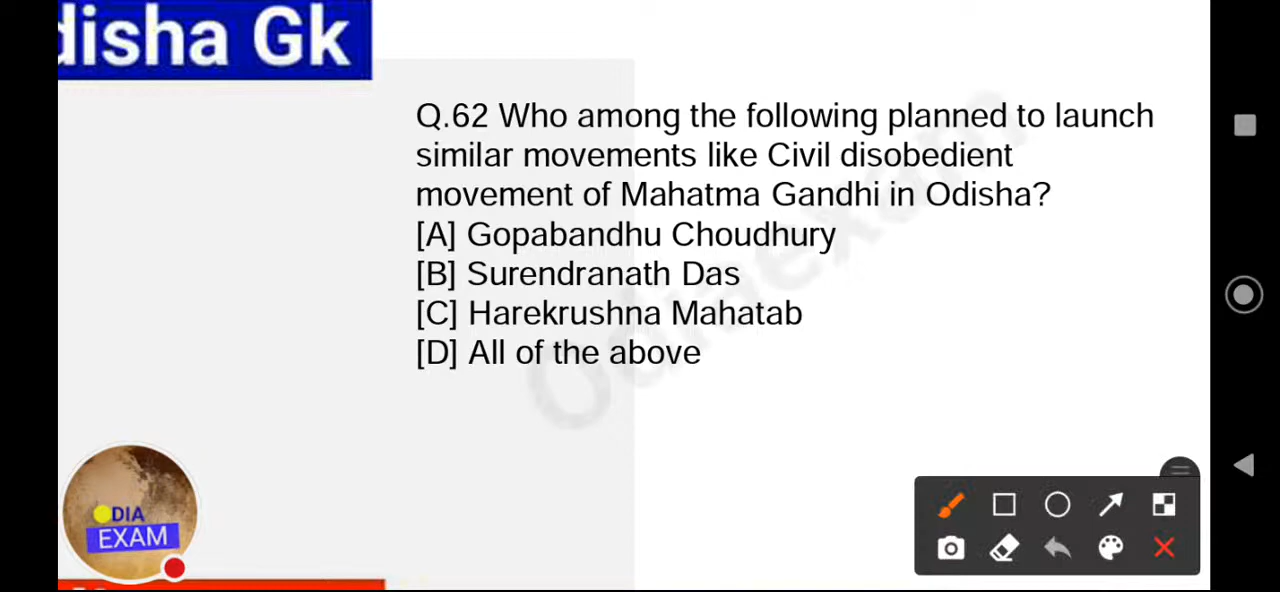 disha Gk
Q.62 Who among the following planned to launch
similar movements like Civil disobedient
movement of Mahatma Gandhi in Odisha?
[A] Gopabandhu Choudhury
[B] Surendranath Das
[C] Harekrushna Mahatab
[D] All of the above
Odiaexam
DIA
EXAM